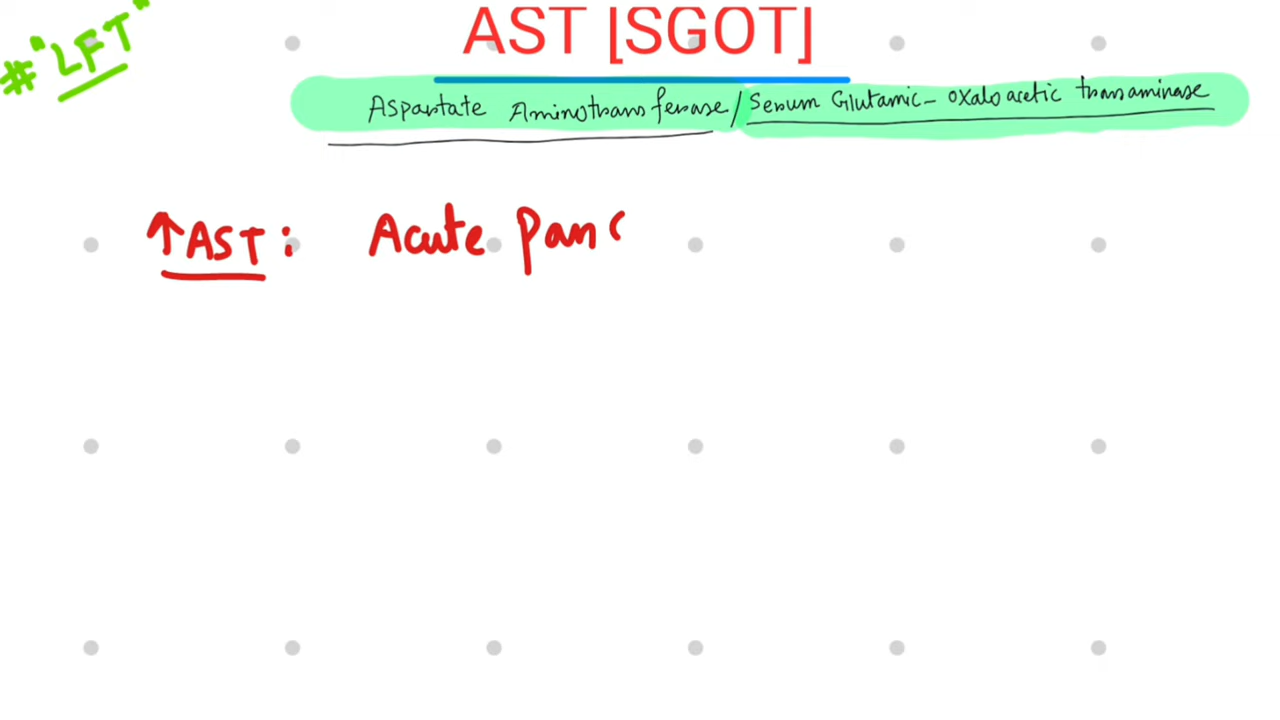 # "LFT"
AST [SGOT]
Aspartate Aminotransferase / Serum Glutamic - oxaloacetic transaminase
↑AST : Acute Panc